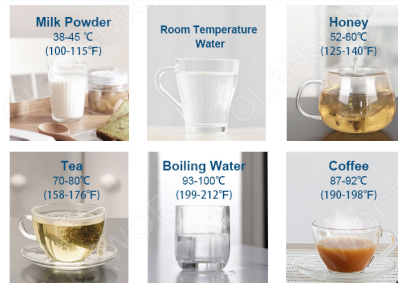 Milk Powder
38-45 ℃
(100-115°F)
Room Temperature
Water
Honey
52-60℃
(125-140°F)
Tea
70-80℃
(158-176°F)
Boiling Water
93-100℃
(199-212°F)
Coffee
87-92℃
(190-198°F)